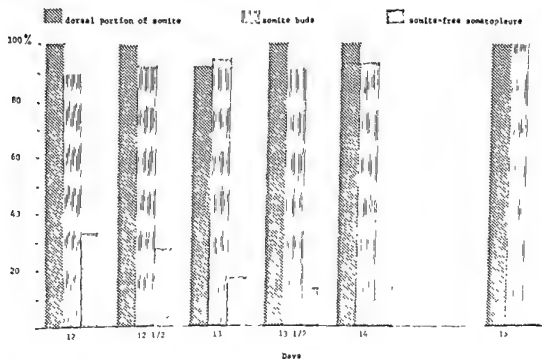 dorsal portion of somite somite buds somite-free somatopleure
100%
80
60
40
20
12 12 1/2 13 13 1/2 14 15
Days